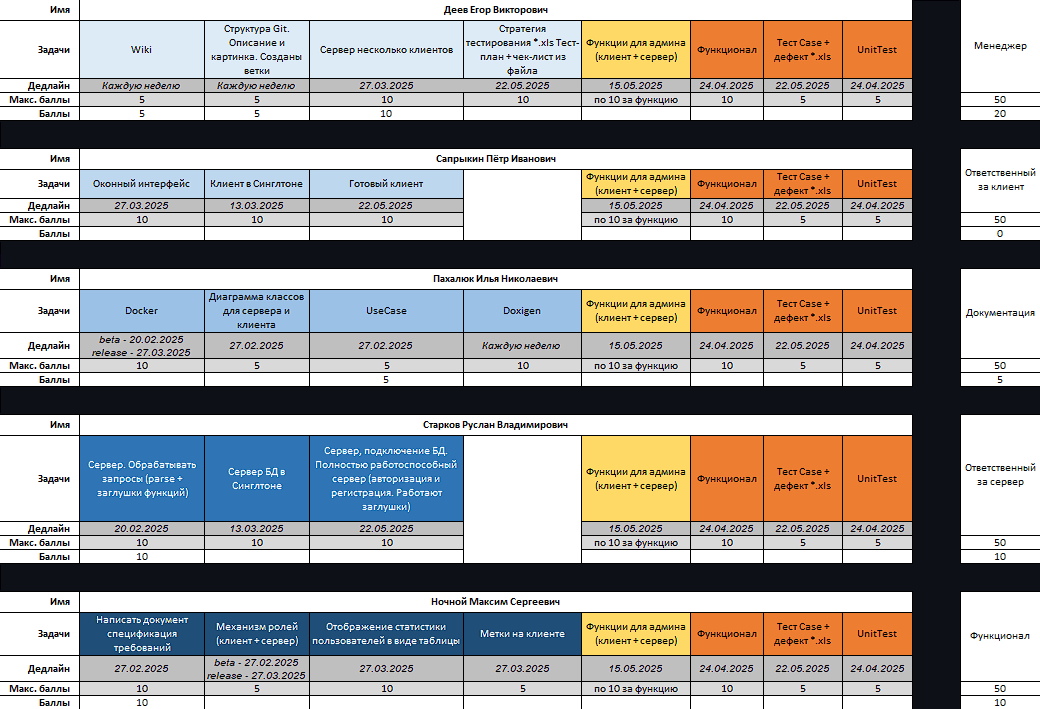 Имя Деев Егор Викторович
Задачи Wiki Структура Git. Описание и картинка. Созданы ветки Сервер несколько клиентов Стратегия тестирования *.xls Тест-план + чек-лист из файла Функции для админа (клиент + сервер) Функционал Тест Case + дефект *.xls UnitTest Менеджер
Дедлайн Каждую неделю Каждую неделю 27.03.2025 22.05.2025 15.05.2025 24.04.2025 22.05.2025 24.04.2025
Макс. баллы 5 5 10 10 по 10 за функцию 10 5 5 50
Баллы 5 5 10 20
Имя Сапрыкин Пётр Иванович
Задачи Оконный интерфейс Клиент в Синглтоне Готовый клиент Функции для админа (клиент + сервер) Функционал Тест Case + дефект *.xls UnitTest Ответственный за клиент
Дедлайн 27.03.2025 13.03.2025 22.05.2025 15.05.2025 24.04.2025 22.05.2025 24.04.2025
Макс. баллы 10 10 10 по 10 за функцию 10 5 5 50
Баллы 0
Имя Пахалюк Илья Николаевич
Задачи Docker Диаграмма классов для сервера и клиента UseCase Doxigen Функции для админа (клиент + сервер) Функционал Тест Case + дефект *.xls UnitTest Документация
Дедлайн beta - 20.02.2025 release - 27.03.2025 27.02.2025 27.02.2025 Каждую неделю 15.05.2025 24.04.2025 22.05.2025 24.04.2025
Макс. баллы 10 5 5 10 по 10 за функцию 10 5 5 50
Баллы 5 5
Имя Старков Руслан Владимирович
Задачи Сервер. Обрабатывать запросы (parse + заглушки функций) Сервер БД в Синглтоне Сервер, подключение БД. Полностью работоспособный сервер (авторизация и регистрация. Работают заглушки) Функции для админа (клиент + сервер) Функционал Тест Case + дефект *.xls UnitTest Ответственный за сервер
Дедлайн 20.02.2025 13.03.2025 22.05.2025 15.05.2025 24.04.2025 22.05.2025 24.04.2025
Макс. баллы 10 10 10 по 10 за функцию 10 5 5 50
Баллы 10 10
Имя Ночной Максим Сергеевич
Задачи Написать документ спецификация требований Механизм ролей (клиент + сервер) Отображение статистики пользователей в виде таблицы Метки на клиенте Функции для админа (клиент + сервер) Функционал Тест Case + дефект *.xls UnitTest Функционал
Дедлайн 27.02.2025 beta - 27.02.2025 release - 27.03.2025 27.03.2025 27.03.2025 15.05.2025 24.04.2025 22.05.2025 24.04.2025
Макс. баллы 10 5 10 5 по 10 за функцию 10 5 5 50
Баллы 10 10